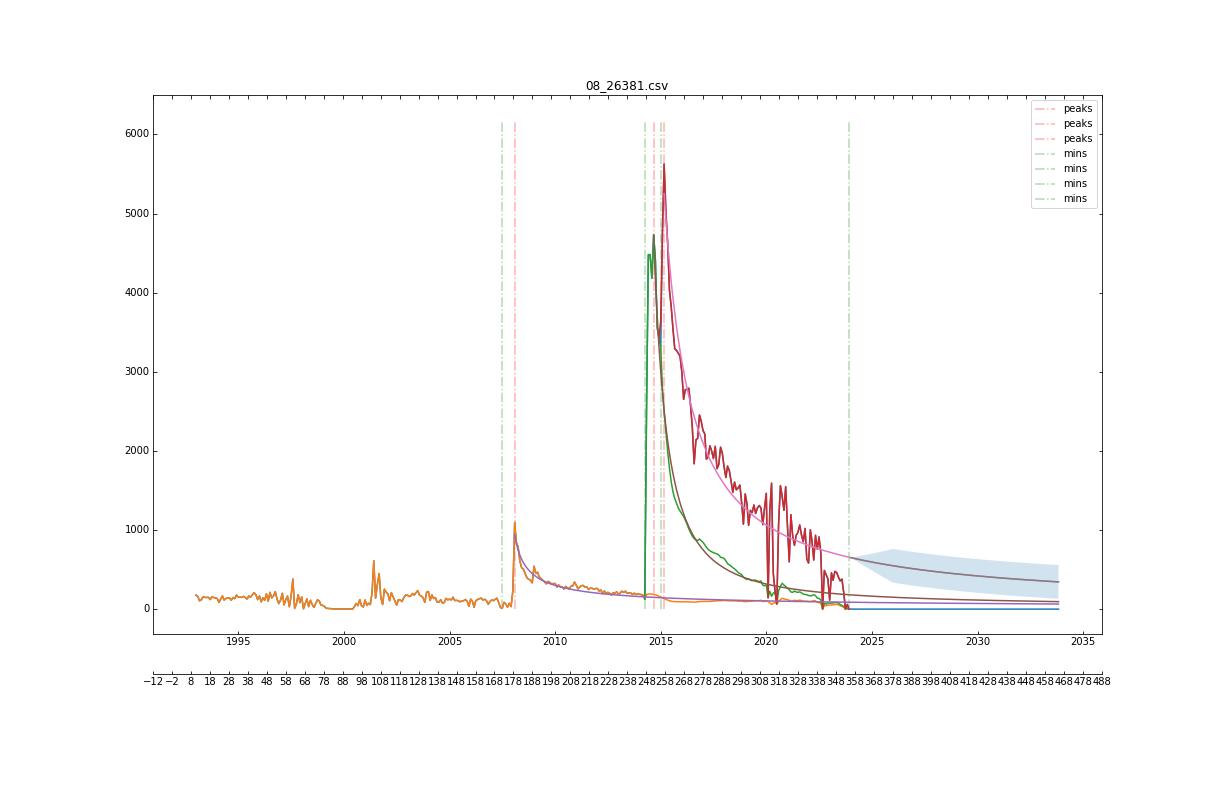 08_26381.csv
peaks
peaks
peaks
mins
mins
mins
mins
6000
5000
4000
3000
2000
1000
0
1995 2000 2005 2010 2015 2020 2025 2030 2035
−12 −2 8 18 28 38 48 58 68 78 88 98 108 118 128 138 148 158 168 178 188 198 208 218 228 238 248 258 268 278 288 298 308 318 328 338 348 358 368 378 388 398 408 418 428 438 448 458 468 478 488